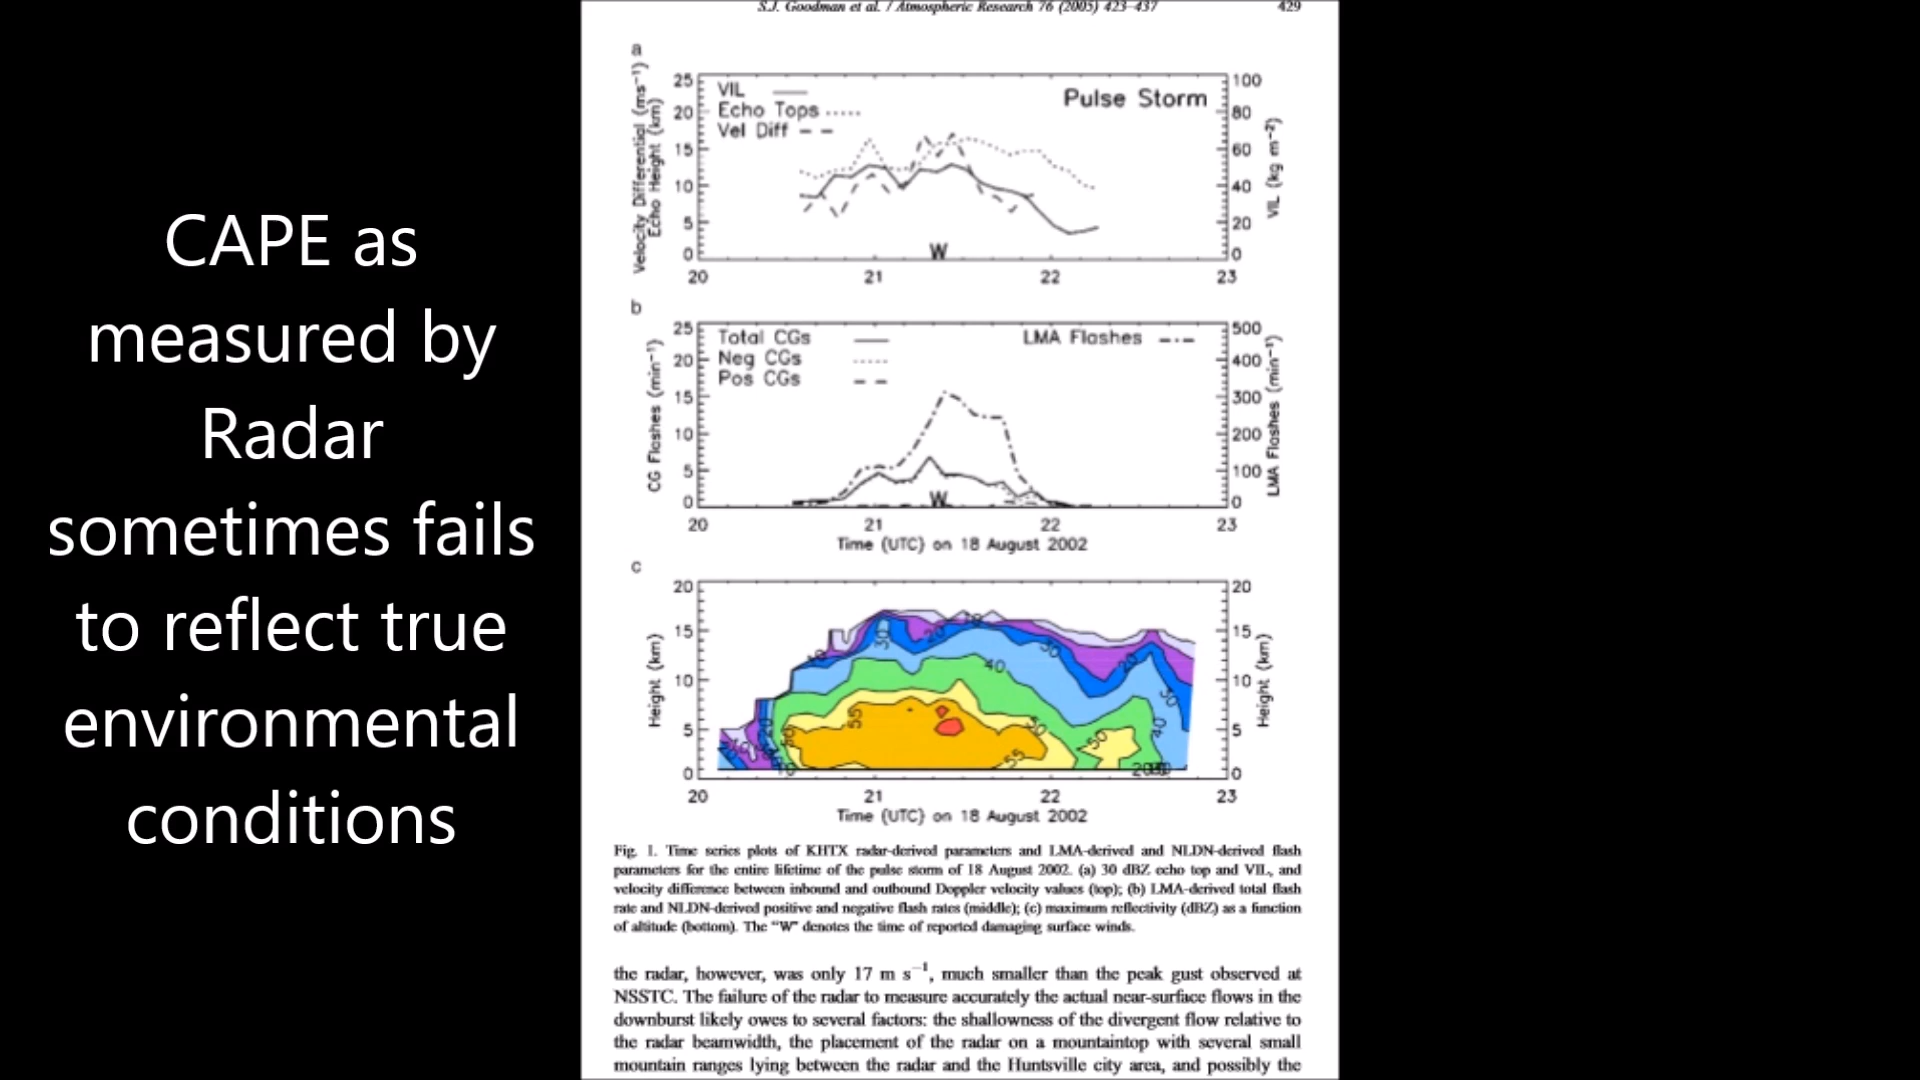 CAPE as
measured by
Radar
sometimes fails
to reflect true
environmental
conditions
S.J. Goodman et al. / Atmospheric Research 76 (2005) 423–437 429
a
Velocity Differential (ms⁻¹)
Echo Height (km)
25 20 15 10 5 0
VIL
Echo Tops
Vel Diff
Pulse Storm
W
100 80 60 40 20 0
VIL (kg m⁻²)
20 21 22 23
b
CG Flashes (min⁻¹)
25 20 15 10 5 0
Total CGs
Neg CGs
Pos CGs
LMA Flashes
W
500 400 300 200 100 0
LMA Flashes (min⁻¹)
20 21 22 23
Time (UTC) on 18 August 2002
c
Height (km)
20 15 10 5 0
30 20 10 30 40 20 50 55 50 55 50 40
20 15 10 5 0
Height (km)
20 21 22 23
Time (UTC) on 18 August 2002
Fig. 1. Time series plots of KHTX radar-derived parameters and LMA-derived and NLDN-derived flash
parameters for the entire lifetime of the pulse storm of 18 August 2002. (a) 30 dBZ echo top and VIL, and
velocity difference between inbound and outbound Doppler velocity values (top); (b) LMA-derived total flash
rate and NLDN-derived positive and negative flash rates (middle); (c) maximum reflectivity (dBZ) as a function
of altitude (bottom). The “W” denotes the time of reported damaging surface winds.
the radar, however, was only 17 m s⁻¹, much smaller than the peak gust observed at
NSSTC. The failure of the radar to measure accurately the actual near-surface flows in the
downburst likely owes to several factors: the shallowness of the divergent flow relative to
the radar beamwidth, the placement of the radar on a mountaintop with several small
mountain ranges lying between the radar and the Huntsville city area, and possibly the